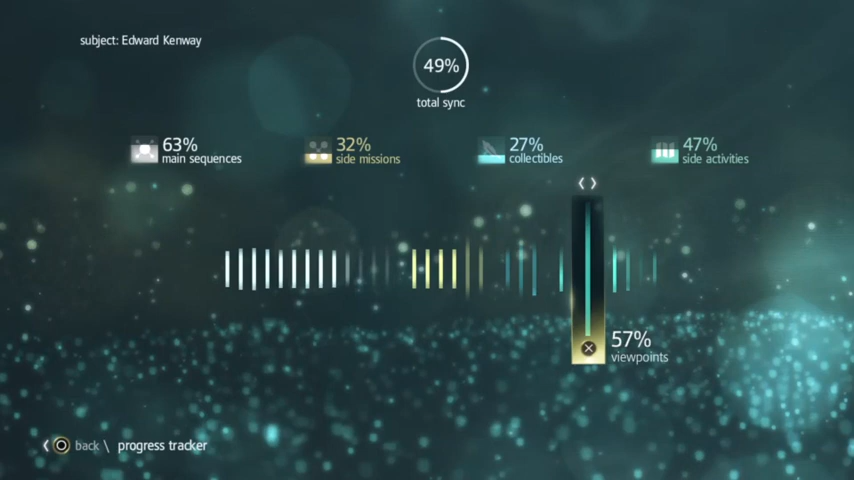 subject: Edward Kenway
49%
total sync
63%
main sequences
32%
side missions
27%
collectibles
47%
side activities
57%
viewpoints
back \ progress tracker